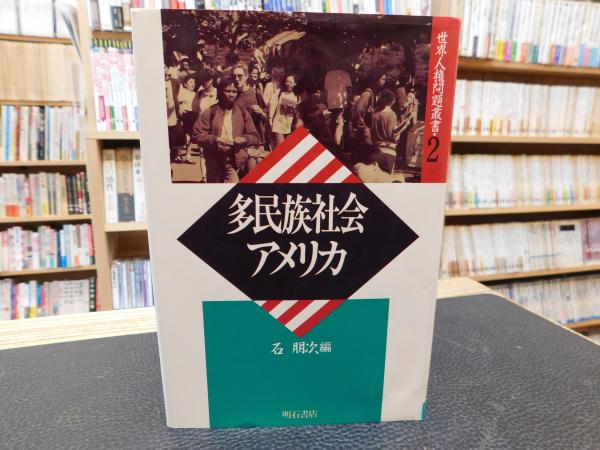 世界人権問題叢書・2
多民族社会
アメリカ
石 朋次 編
明石書店